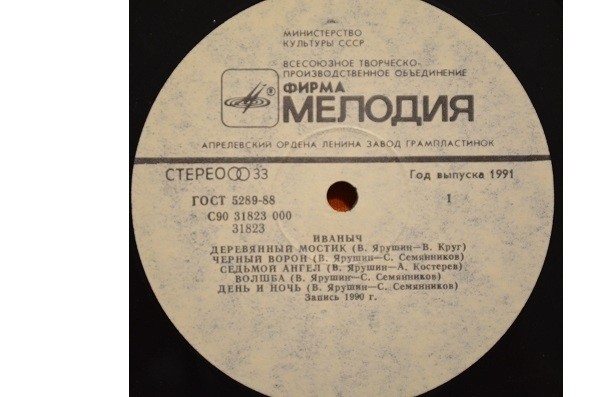 МИНИСТЕРСТВО
КУЛЬТУРЫ СССР
ВСЕСОЮЗНОЕ ТВОРЧЕСКО-
ПРОИЗВОДСТВЕННОЕ ОБЪЕДИНЕНИЕ
ФИРМА
® МЕЛОДИЯ
АПРЕЛЕВСКИЙ ОРДЕНА ЛЕНИНА ЗАВОД ГРАМПЛАСТИНОК
СТЕРЕО 33 Год выпуска 1991
ГОСТ 5289-88 1
С90 31823 000
31823
ИВАНЫЧ
ДЕРЕВЯННЫЙ МОСТИК (В. Ярушин—В. Круг)
ЧЕРНЫЙ ВОРОН (В. Ярушин—С. Семянников)
СЕДЬМОЙ АНГЕЛ (В. Ярушин—А. Костерев)
ВОЛШБА (В. Ярушин—С. Семянников)
ДЕНЬ И НОЧЬ (В. Ярушин—С. Семянников)
Запись 1990 г.